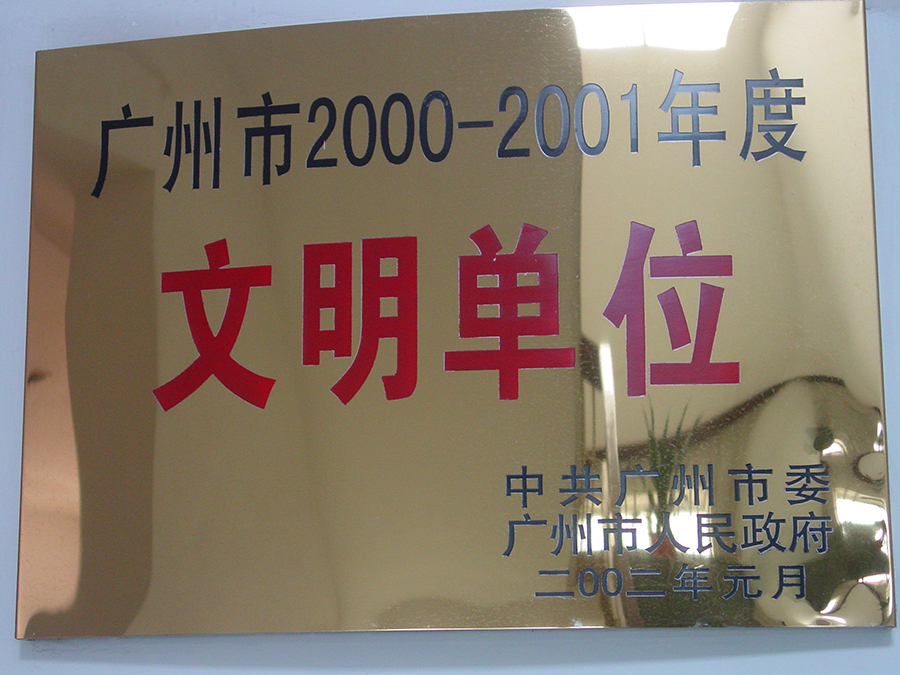 广州市2000-2001年度
文明单位
中共广州市委
广州市人民政府
二00二年元月